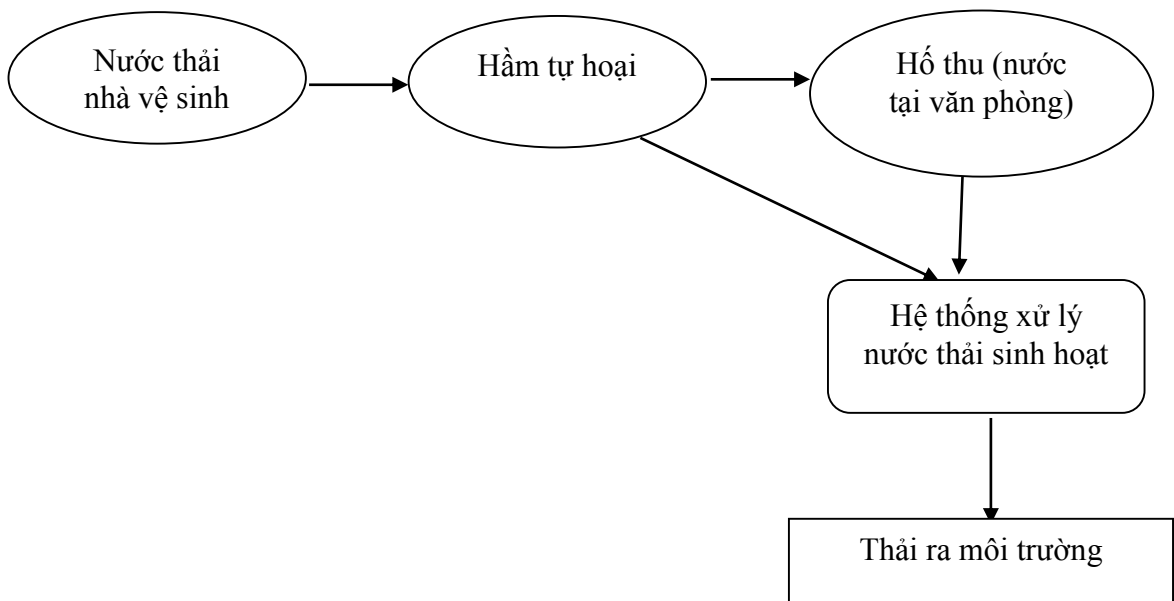 Nước thải
nhà vệ sinh
Hầm tự hoại
Hố thu (nước
tại văn phòng)
Hệ thống xử lý
nước thải sinh hoạt
Thải ra môi trường